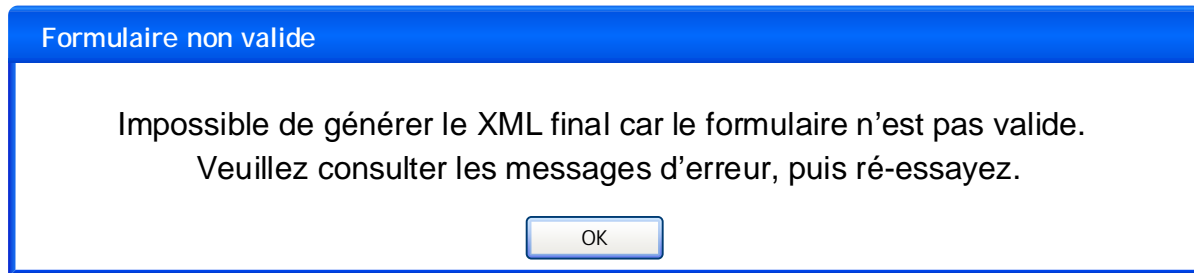 Formulaire non valide
Impossible de générer le XML final car le formulaire n’est pas valide.
Veuillez consulter les messages d’erreur, puis ré-essayez.
OK